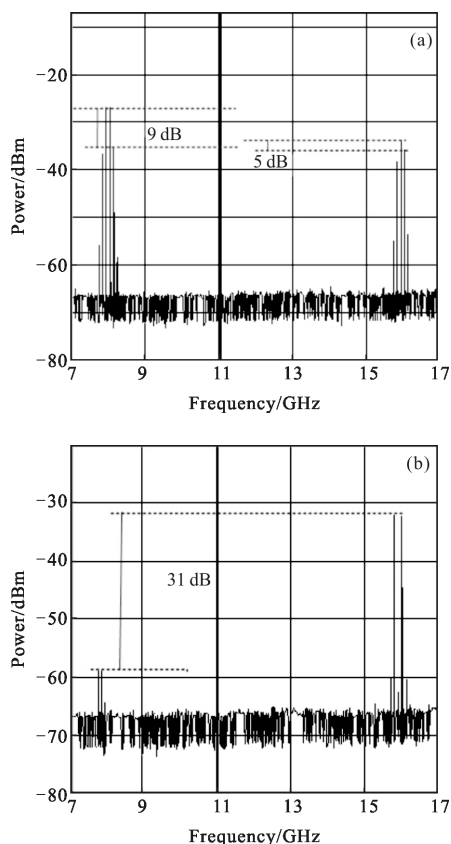 (a)
−20
9 dB
5 dB
−40
−60
−80
7
9
11
13
15
17
Power/dBm
Frequency/GHz
(b)
−30
−40
31 dB
−50
−60
−70
−80
7
9
11
13
15
17
Power/dBm
Frequency/GHz